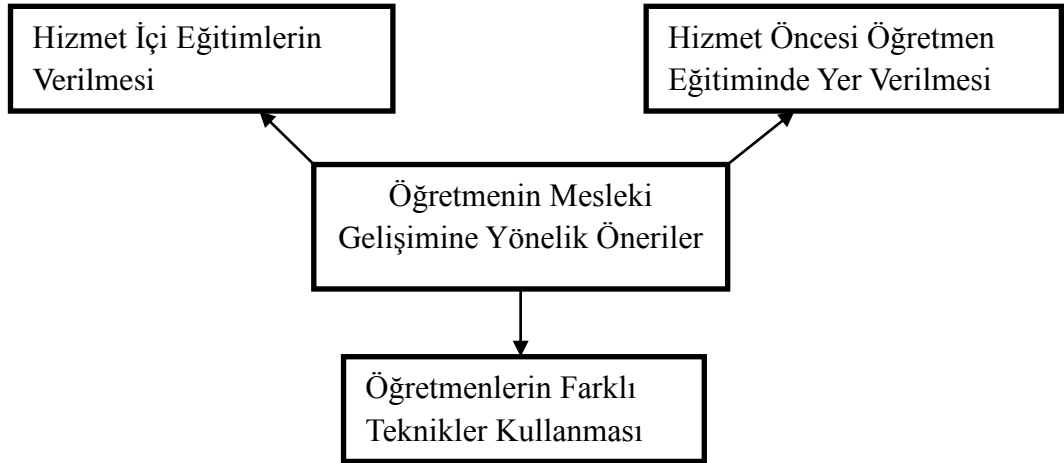 Hizmet İçi Eğitimlerin
Verilmesi
Hizmet Öncesi Öğretmen
Eğitiminde Yer Verilmesi
Öğretmenin Mesleki
Gelişimine Yönelik Öneriler
Öğretmenlerin Farklı
Teknikler Kullanması